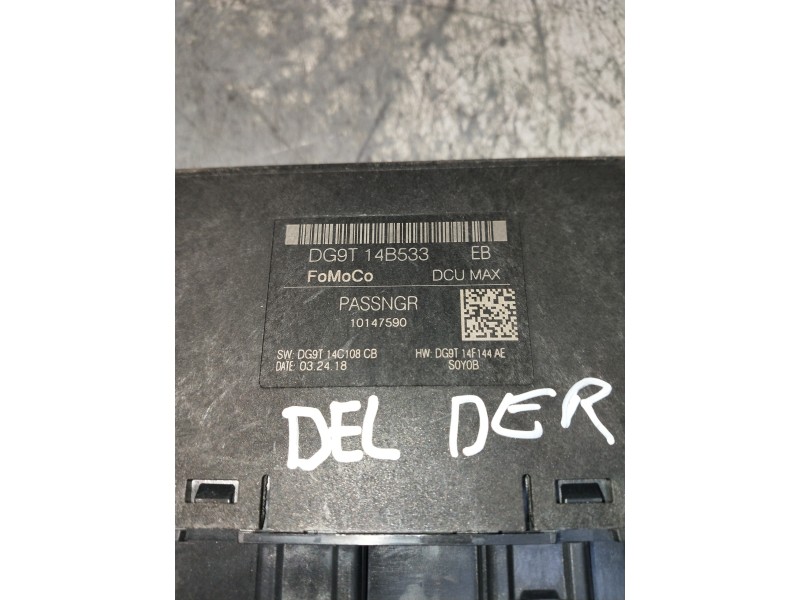 DG9T 14B533 EB
FoMoCo DCU MAX
PASSNGR
10147590
SW: DG9T 14C108 CB HW: DG9T 14F144 AE
DATE: 03.24.18 S0Y0B
DEL DER